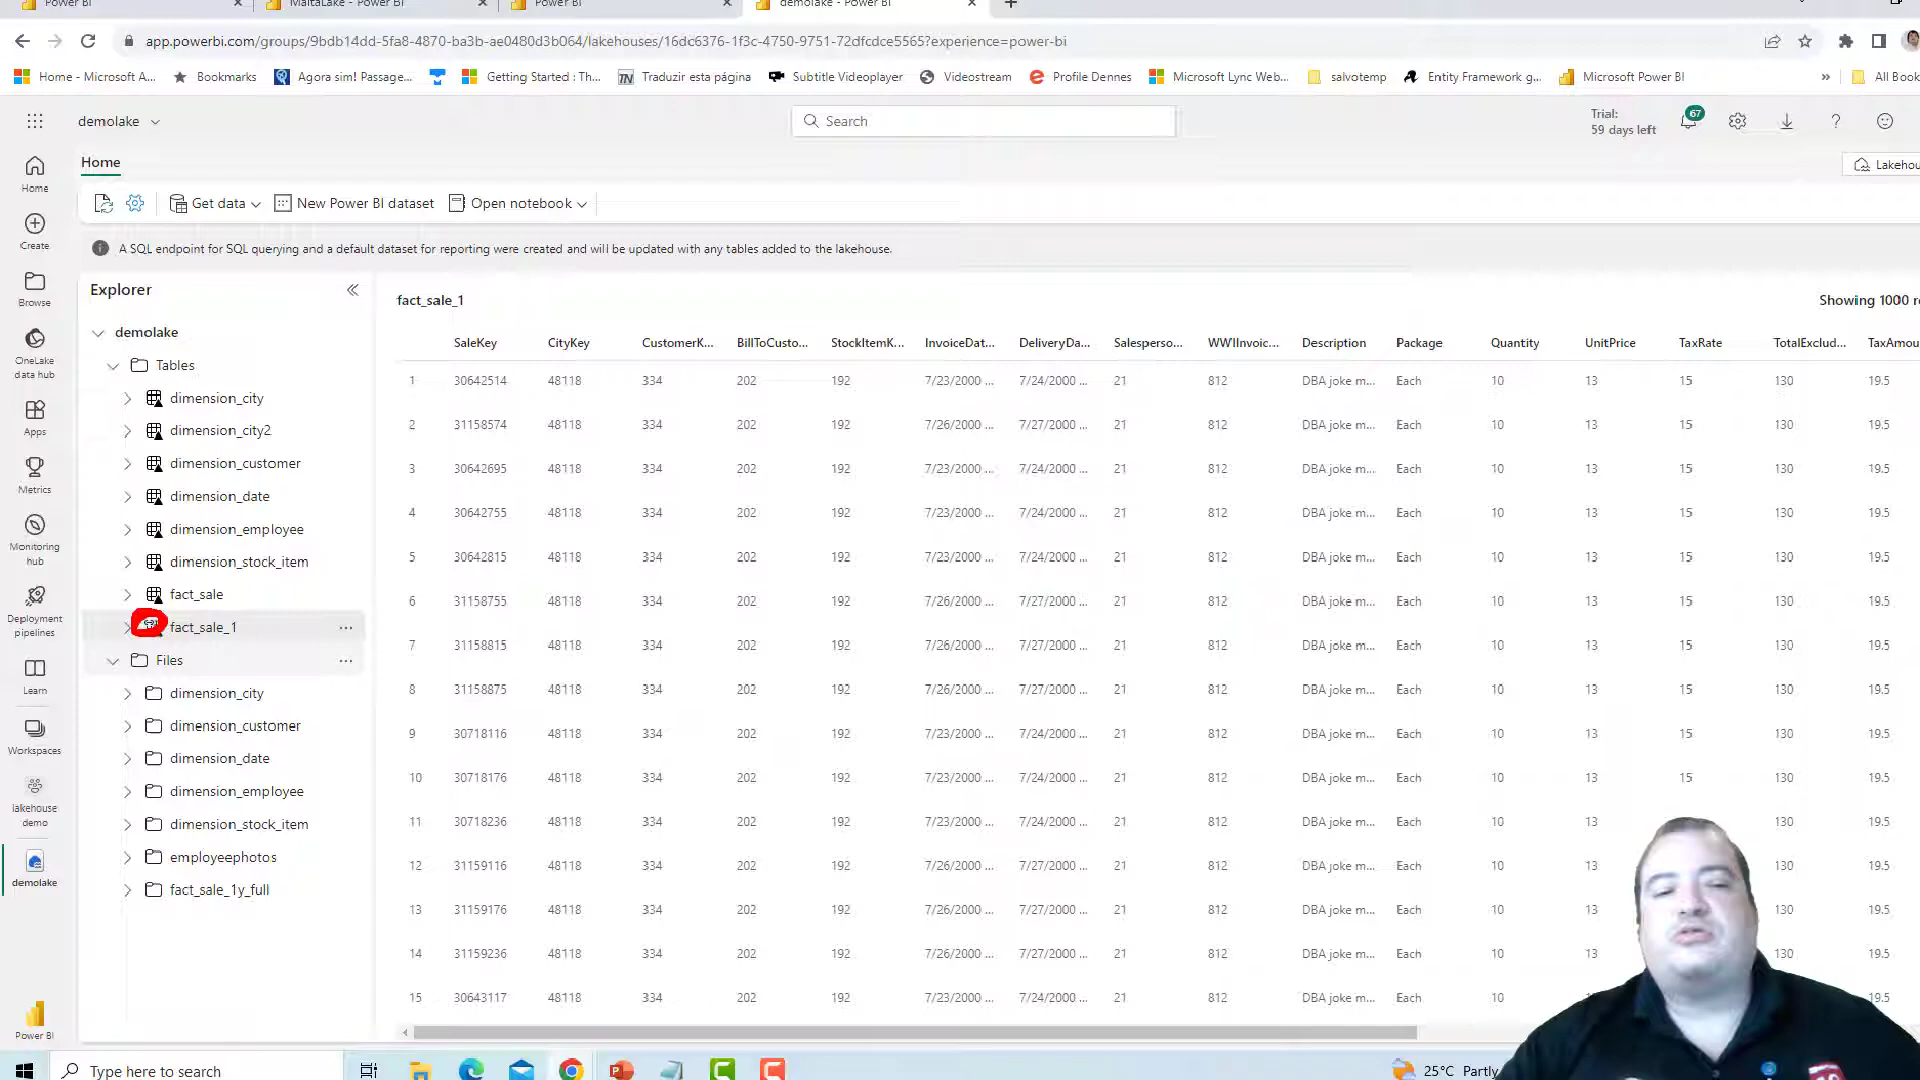 Power BI
MaltaLake - Power BI
Power BI
demolake - Power BI
app.powerbi.com/groups/9bdb14dd-5fa8-4870-ba3b-ae0480d3b064/lakehouses/16dc6376-1f3c-4750-9751-72dfcdce5565?experience=power-bi
Home - Microsoft A...
Bookmarks
Agora sim! Passage...
Getting Started : Th...
Traduzir esta página
Subtitle Videoplayer
Videostream
Profile Dennes
Microsoft Lync Web...
salvotemp
Entity Framework g...
Microsoft Power BI
»
All Book
demolake
Search
Trial:
59 days left
67
Home
Lakehou
Get data
New Power BI dataset
Open notebook
A SQL endpoint for SQL querying and a default dataset for reporting were created and will be updated with any tables added to the lakehouse.
Home
Create
Browse
OneLake
data hub
Apps
Metrics
Monitoring
hub
Deployment
pipelines
Learn
Workspaces
lakehouse
demo
demolake
Power BI
Explorer
demolake
Tables
dimension_city
dimension_city2
dimension_customer
dimension_date
dimension_employee
dimension_stock_item
fact_sale
fact_sale_1 ...
Files ...
dimension_city
dimension_customer
dimension_date
dimension_employee
dimension_stock_item
employeephotos
fact_sale_1y_full
fact_sale_1
Showing 1000 r
SaleKey CityKey CustomerK... BillToCusto... StockItemK... InvoiceDat... DeliveryDa... Salesperso... WWIInvoic... Description Package Quantity UnitPrice TaxRate TotalExclud... TaxAmou
1 30642514 48118 334 202 192 7/23/2000 ... 7/24/2000 ... 21 812 DBA joke m... Each 10 13 15 130 19.5
2 31158574 48118 334 202 192 7/26/2000 ... 7/27/2000 ... 21 812 DBA joke m... Each 10 13 15 130 19.5
3 30642695 48118 334 202 192 7/23/2000 ... 7/24/2000 ... 21 812 DBA joke m... Each 10 13 15 130 19.5
4 30642755 48118 334 202 192 7/23/2000 ... 7/24/2000 ... 21 812 DBA joke m... Each 10 13 15 130 19.5
5 30642815 48118 334 202 192 7/23/2000 ... 7/24/2000 ... 21 812 DBA joke m... Each 10 13 15 130 19.5
6 31158755 48118 334 202 192 7/26/2000 ... 7/27/2000 ... 21 812 DBA joke m... Each 10 13 15 130 19.5
7 31158815 48118 334 202 192 7/26/2000 ... 7/27/2000 ... 21 812 DBA joke m... Each 10 13 15 130 19.5
8 31158875 48118 334 202 192 7/26/2000 ... 7/27/2000 ... 21 812 DBA joke m... Each 10 13 15 130 19.5
9 30718116 48118 334 202 192 7/23/2000 ... 7/24/2000 ... 21 812 DBA joke m... Each 10 13 15 130 19.5
10 30718176 48118 334 202 192 7/23/2000 ... 7/24/2000 ... 21 812 DBA joke m... Each 10 13 15 130 19.5
11 30718236 48118 334 202 192 7/23/2000 ... 7/24/2000 ... 21 812 DBA joke m... Each 10 13 130 19.5
12 31159116 48118 334 202 192 7/26/2000 ... 7/27/2000 ... 21 812 DBA joke m... Each 10 13 130 19.5
13 31159176 48118 334 202 192 7/26/2000 ... 7/27/2000 ... 21 812 DBA joke m... Each 10 13 130 19.5
14 31159236 48118 334 202 192 7/26/2000 ... 7/27/2000 ... 21 812 DBA joke m... Each 10 13 130 19.5
15 30643117 48118 334 202 192 7/23/2000 ... 7/24/2000 ... 21 812 DBA joke m... Each 10 9.5
Type here to search
25°C Partly